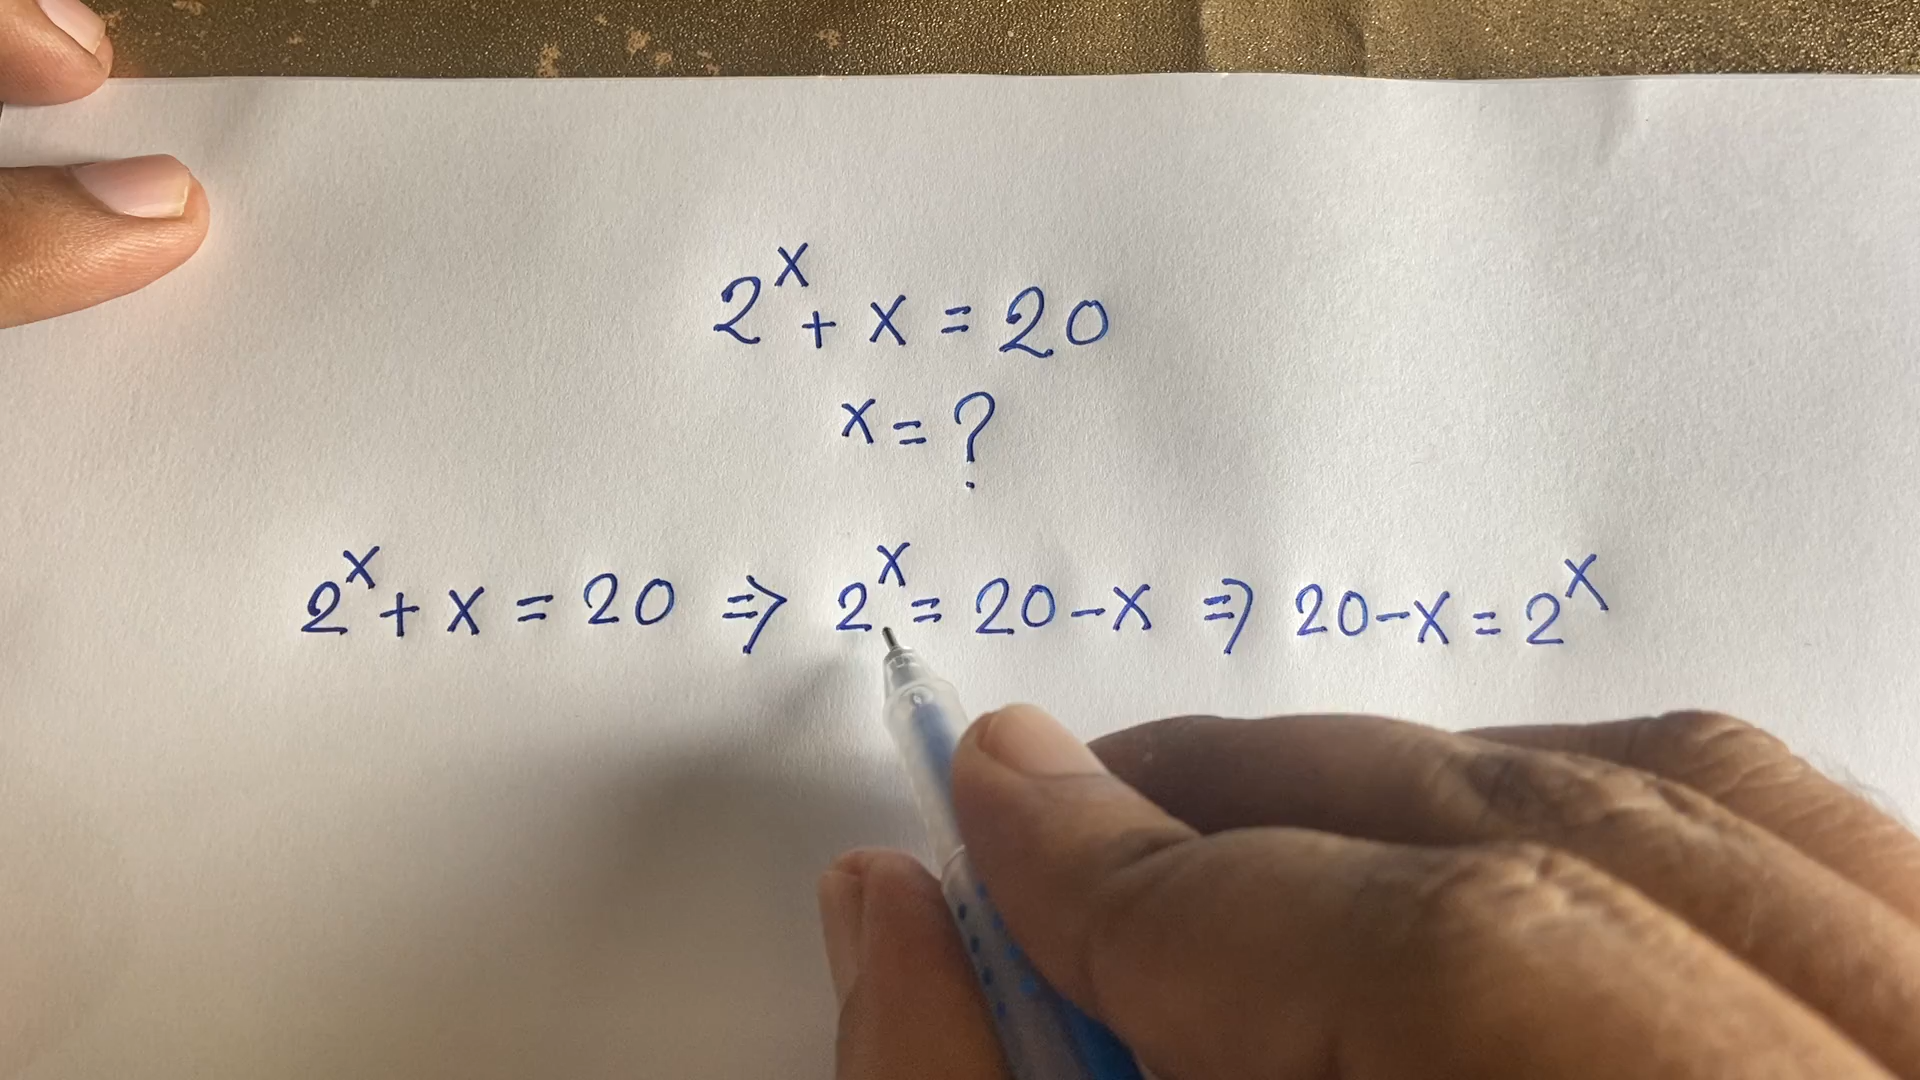 2^x + x = 20
x = ?
2^x + x = 20 ⇒ 2^x = 20 - x ⇒ 20 - x = 2^x